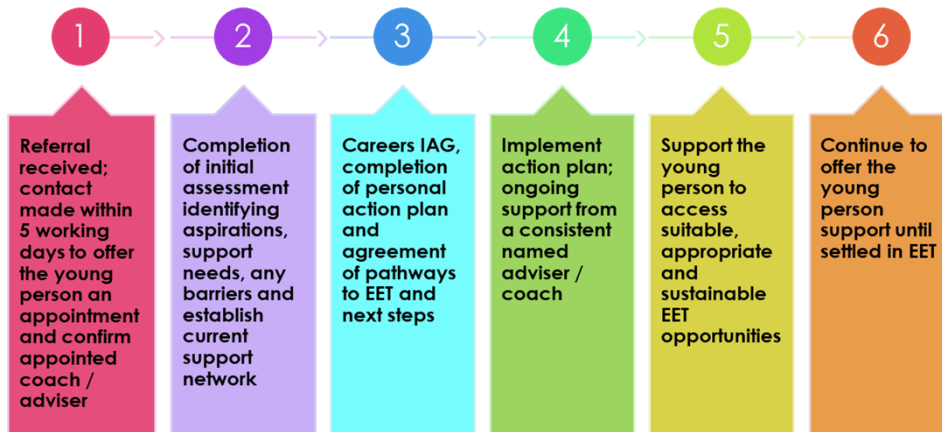 1
2
3
4
5
6
Referral
received;
contact
made within
5 working
days to offer
the young
person an
appointment
and confirm
appointed
coach /
adviser
Completion
of initial
assessment
identifying
aspirations,
support
needs, any
barriers and
establish
current
support
network
Careers IAG,
completion
of personal
action plan
and
agreement
of pathways
to EET and
next steps
Implement
action plan;
ongoing
support from
a consistent
named
adviser /
coach
Support the
young
person to
access
suitable,
appropriate
and
sustainable
EET
opportunities
Continue to
offer the
young
person
support until
settled in EET